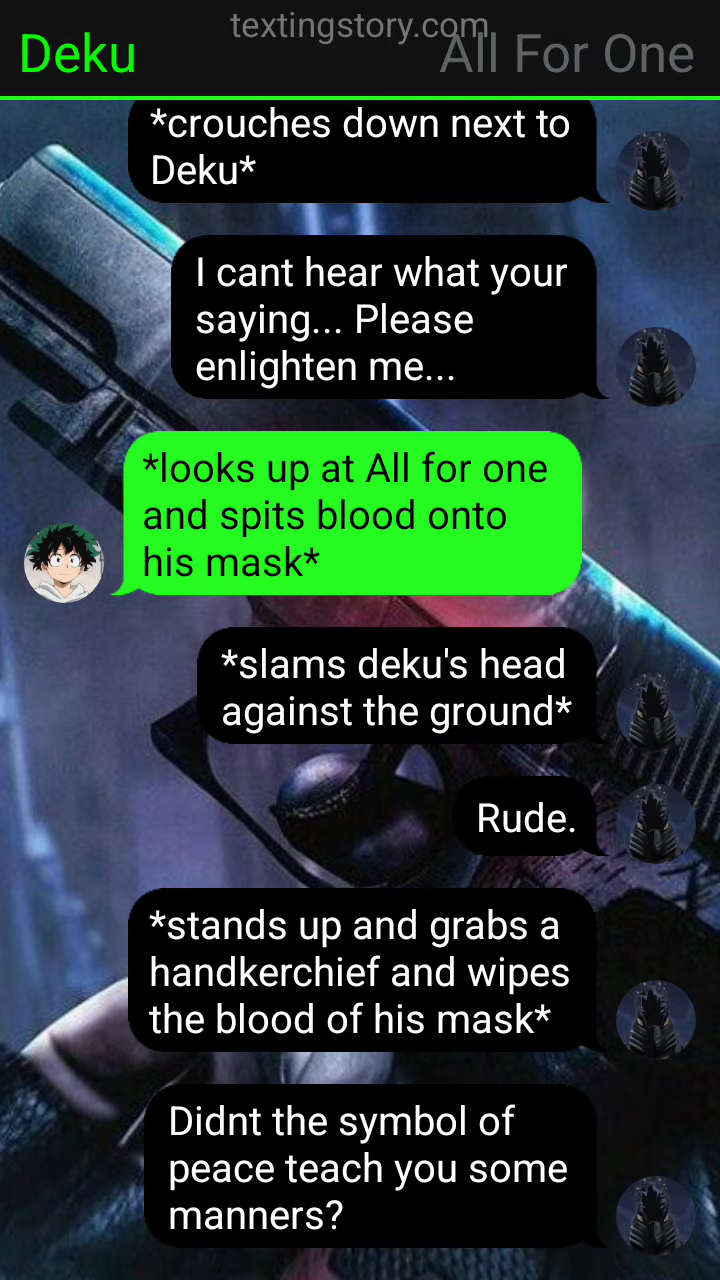 textingstory.com
Deku
All For One
*crouches down next to
Deku*
I cant hear what your
saying... Please
enlighten me...
*looks up at All for one
and spits blood onto
his mask*
*slams deku's head
against the ground*
Rude.
*stands up and grabs a
handkerchief and wipes
the blood of his mask*
Didnt the symbol of
peace teach you some
manners?